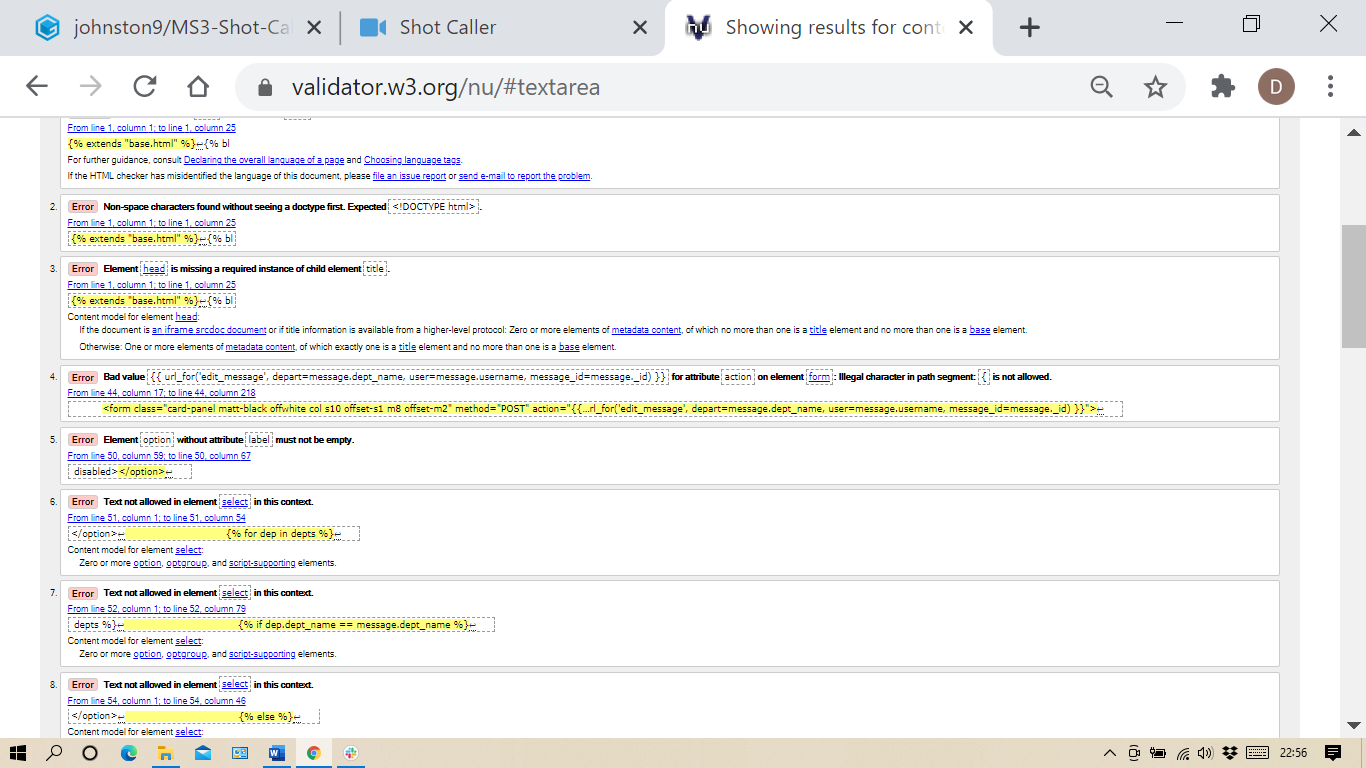 johnston9/MS3-Shot-Cal
Shot Caller
Showing results for cont
validator.w3.org/nu/#textarea
D
From line 1, column 1; to line 1, column 25
{% extends "base.html" %}↩{% bl
For further guidance, consult Declaring the overall language of a page and Choosing language tags.
If the HTML checker has misidentified the language of this document, please file an issue report or send e-mail to report the problem.
2. Error Non-space characters found without seeing a doctype first. Expected <!DOCTYPE html>.
From line 1, column 1; to line 1, column 25
{% extends "base.html" %}↩{% bl
3. Error Element head is missing a required instance of child element title.
From line 1, column 1; to line 1, column 25
{% extends "base.html" %}↩{% bl
Content model for element head:
If the document is an iframe srcdoc document or if title information is available from a higher-level protocol: Zero or more elements of metadata content, of which no more than one is a title element and no more than one is a base element.
Otherwise: One or more elements of metadata content, of which exactly one is a title element and no more than one is a base element.
4. Error Bad value {{ url_for('edit_message', depart=message.dept_name, user=message.username, message_id=message._id) }} for attribute action on element form: Illegal character in path segment: { is not allowed.
From line 44, column 17; to line 44, column 218
<form class="card-panel matt-black offwhite col s10 offset-s1 m8 offset-m2" method="POST" action="{{…rl_for('edit_message', depart=message.dept_name, user=message.username, message_id=message._id) }}">↩
5. Error Element option without attribute label must not be empty.
From line 50, column 59; to line 50, column 67
disabled></option>↩
6. Error Text not allowed in element select in this context.
From line 51, column 1; to line 51, column 54
</option>↩ {% for dep in depts %}↩
Content model for element select:
Zero or more option, optgroup, and script-supporting elements.
7. Error Text not allowed in element select in this context.
From line 52, column 1; to line 52, column 79
depts %}↩ {% if dep.dept_name == message.dept_name %}↩
Content model for element select:
Zero or more option, optgroup, and script-supporting elements.
8. Error Text not allowed in element select in this context.
From line 54, column 1; to line 54, column 46
</option>↩ {% else %}↩
Content model for element select:
22:56